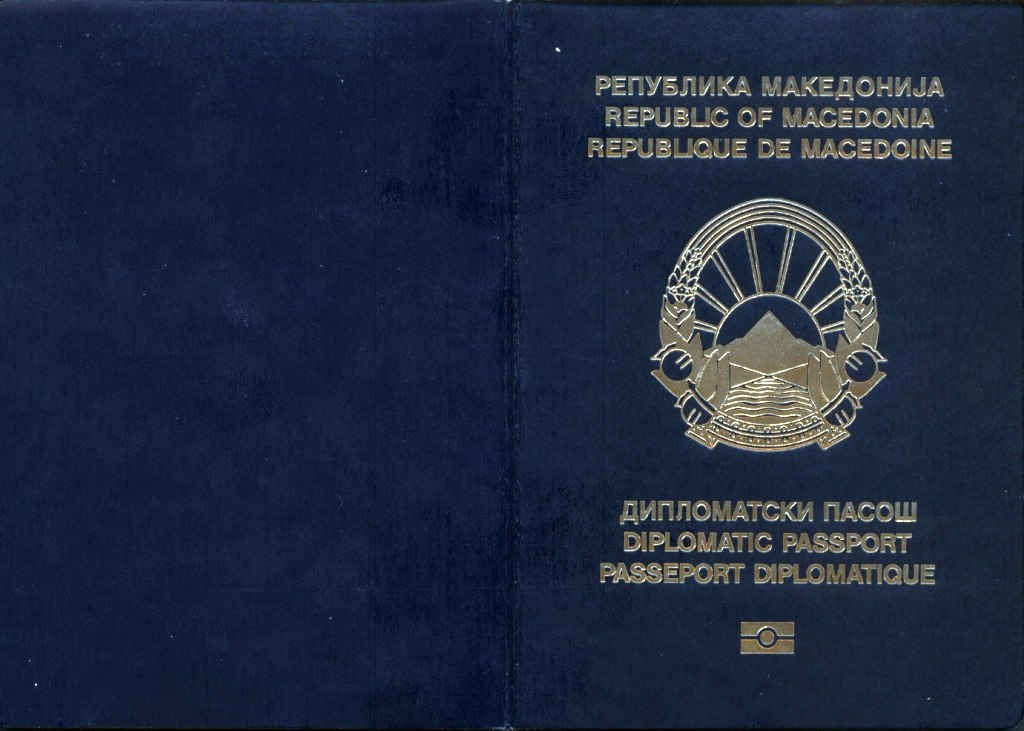 РЕПУБЛИКА МАКЕДОНИЈА
REPUBLIC OF MACEDONIA
REPUBLIQUE DE MACEDOINE
ДИПЛОМАТСКИ ПАСОШ
DIPLOMATIC PASSPORT
PASSEPORT DIPLOMATIQUE